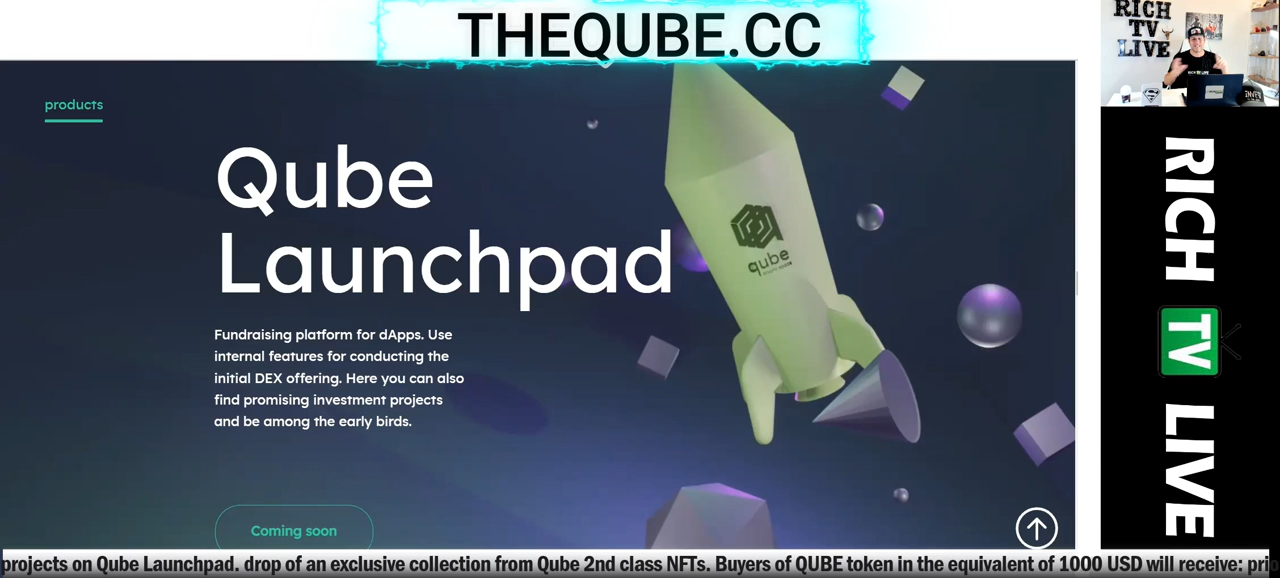 THEQUBE.CC
products
Qube
Launchpad
Fundraising platform for dApps. Use
internal features for conducting the
initial DEX offering. Here you can also
find promising investment projects
and be among the early birds.
qube
Coming soon
RICH
TV
LIVE
RICH TV LIVE
projects on Qube Launchpad. drop of an exclusive collection from Qube 2nd class NFTs. Buyers of QUBE token in the equivalent of 1000 USD will receive: